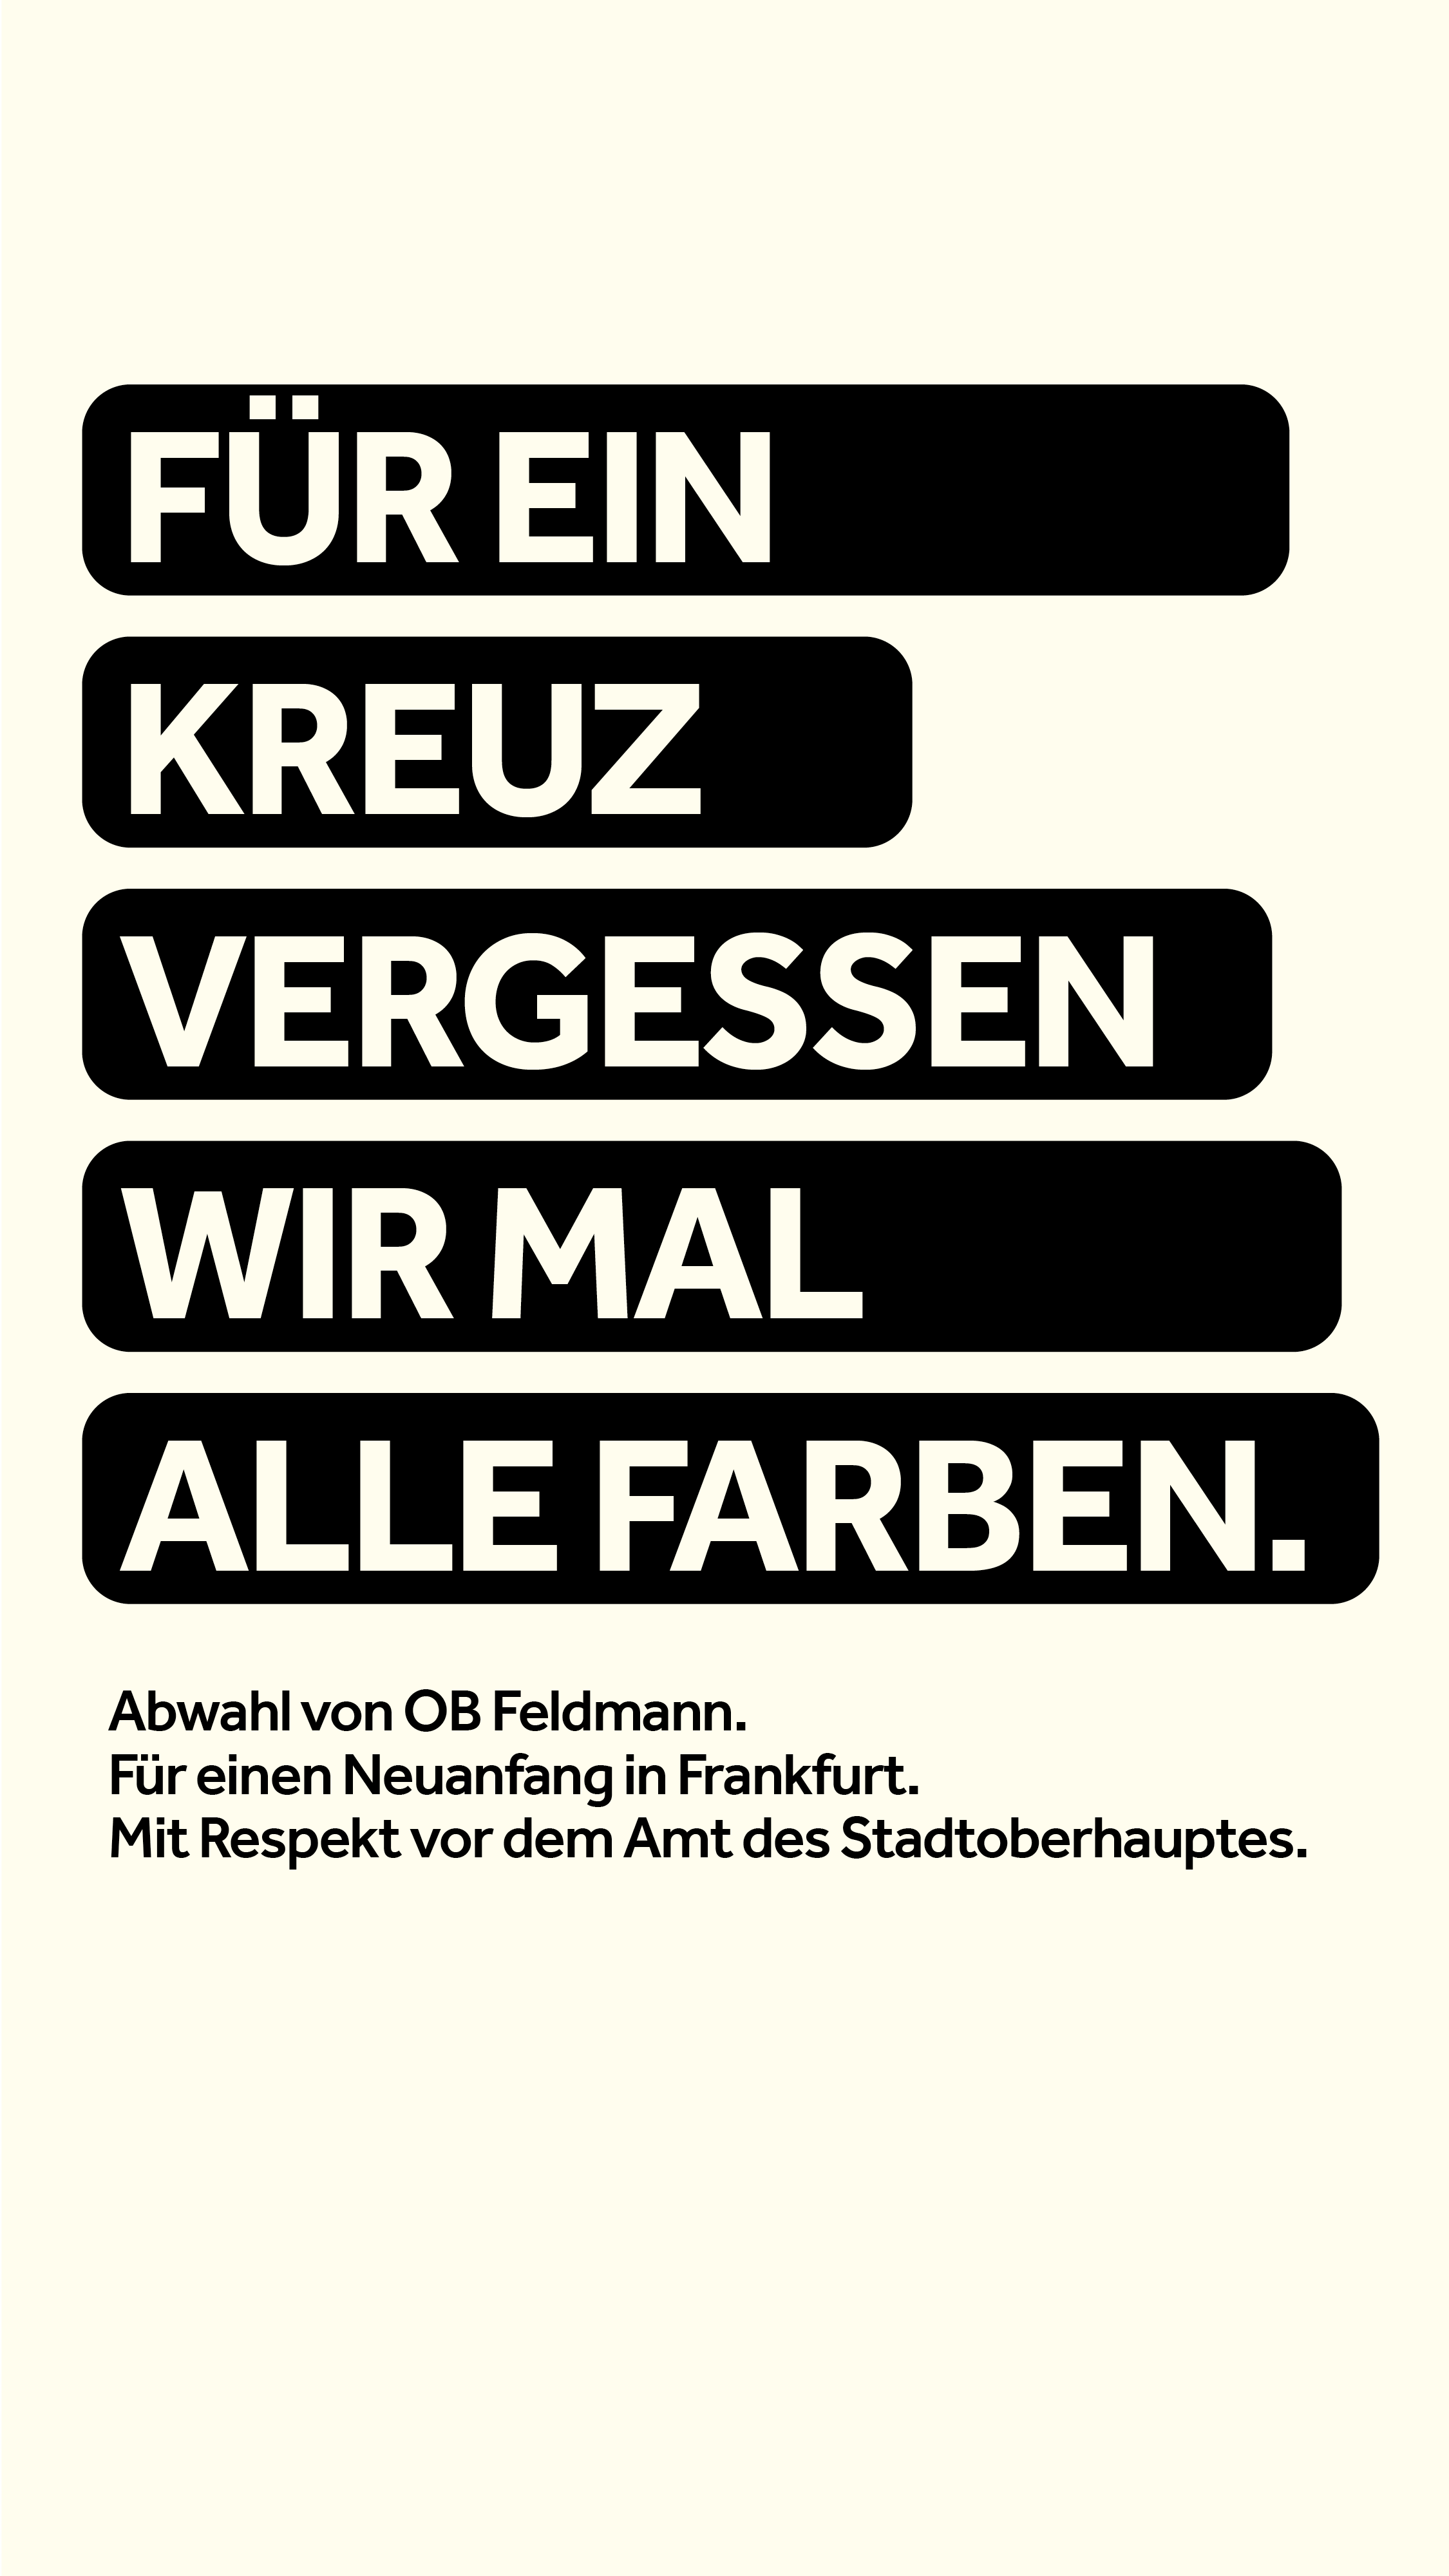 FÜR EIN
KREUZ
VERGESSEN
WIR MAL
ALLE FARBEN.
Abwahl von OB Feldmann.
Für einen Neuanfang in Frankfurt.
Mit Respekt vor dem Amt des Stadtoberhauptes.